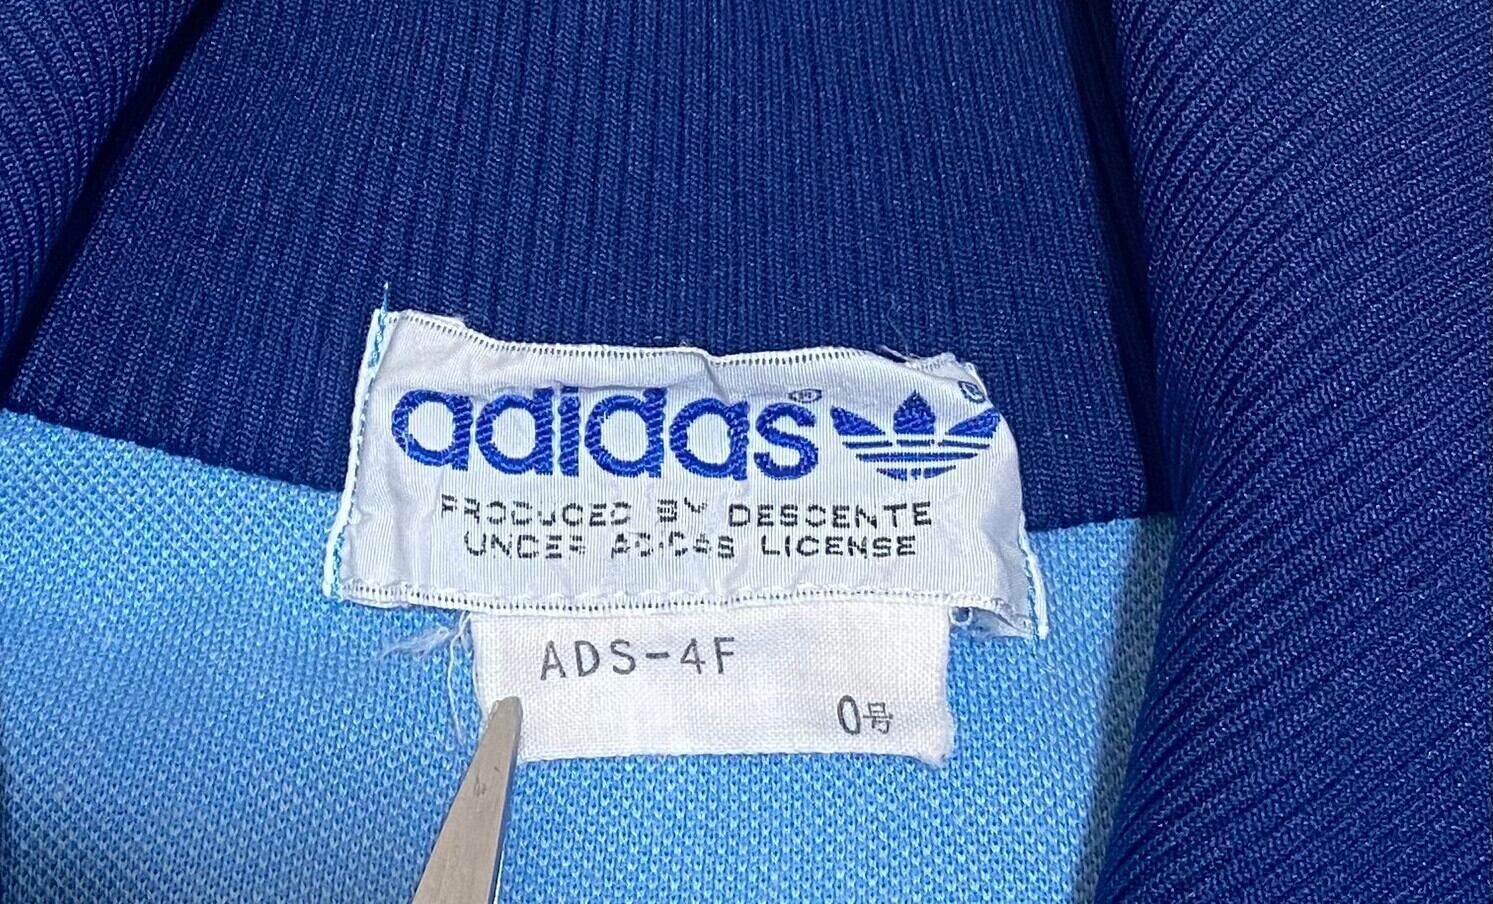 adidas®
PRODUCED BY DESCENTE
UNDER ADIDAS LICENSE
ADS-4F
0号